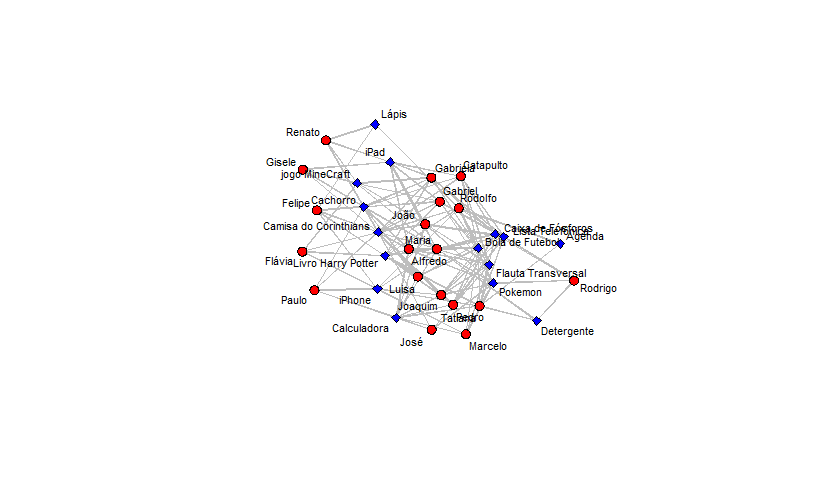 Lápis
Renato
iPad
Gisele
jogo MineCraft
Gabriela
Catapulto
Felipe
Cachorro
Gabriel
Rodolfo
João
Camisa do Corinthians
Caixa de Fósforos
Lista Telefônica
Agenda
Maria
Bola de Futebol
Flávia
Livro Harry Potter
Alfredo
Flauta Transversal
Luisa
Pokemon
Rodrigo
Paulo
iPhone
Joaquim
Tatiana
Pedro
Calculadora
Detergente
José
Marcelo